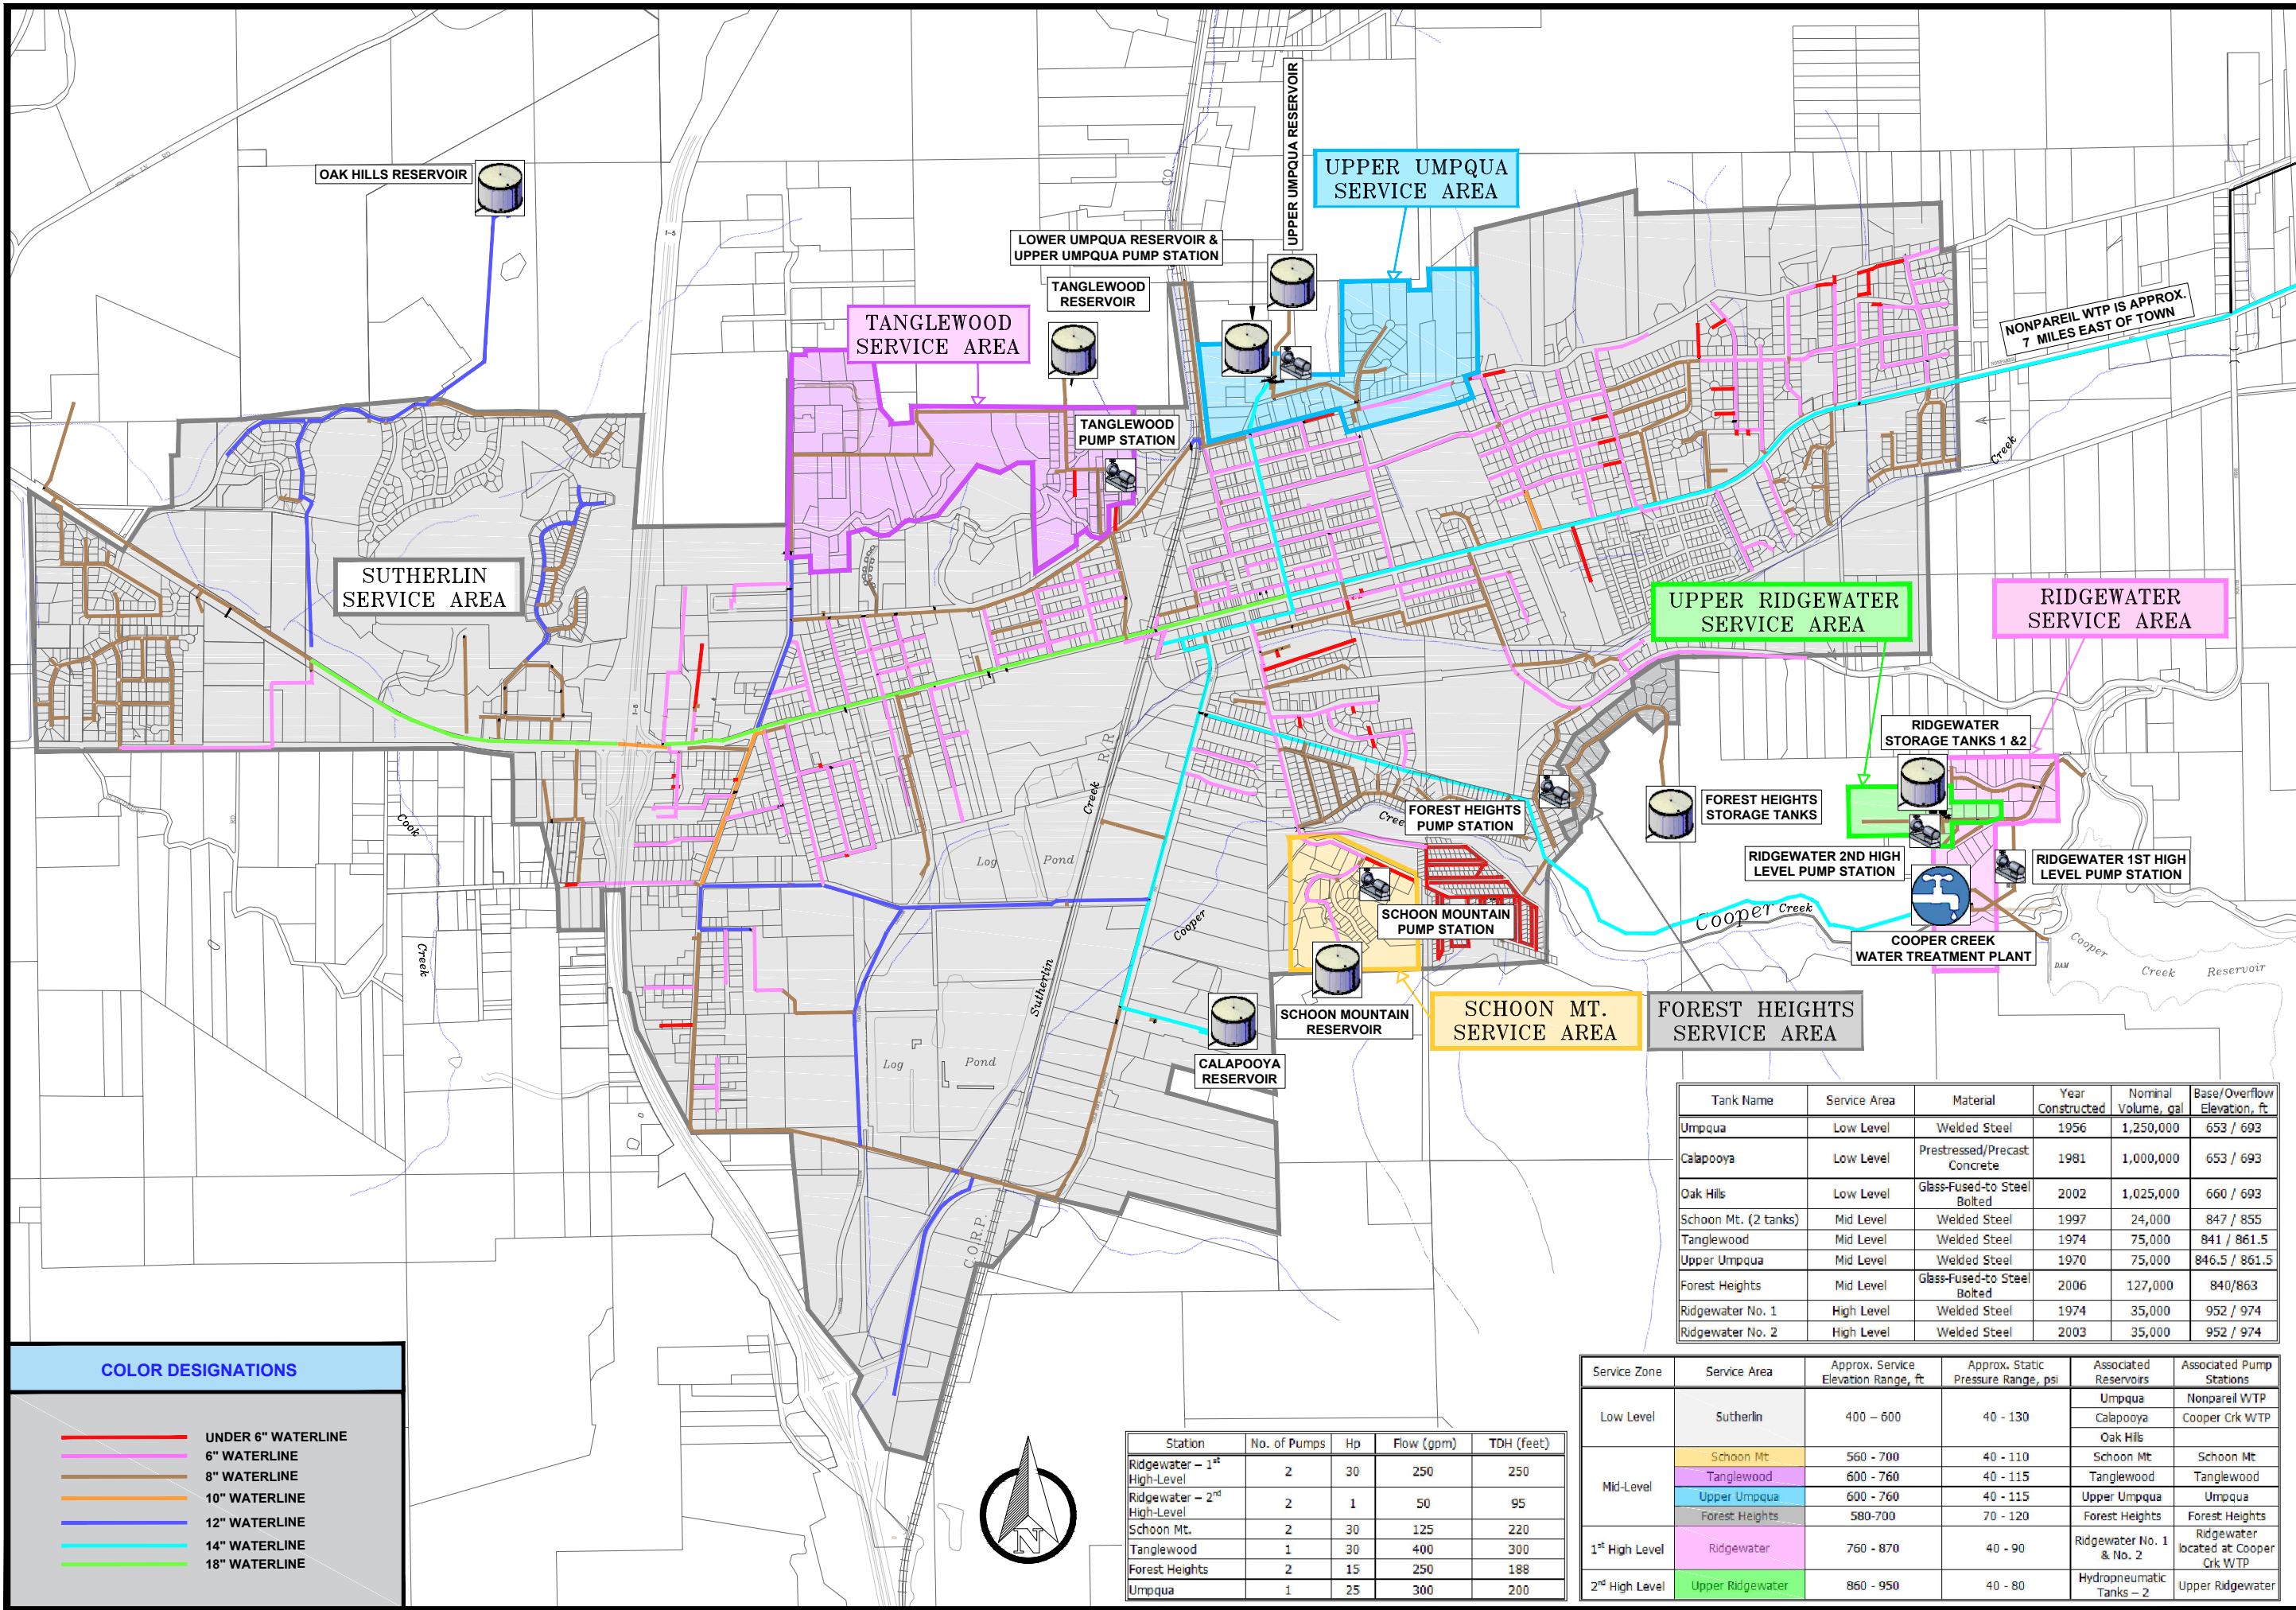 OAK HILLS RESERVOIR
UPPER UMPQUA RESERVOIR
UPPER UMPQUA
SERVICE AREA
LOWER UMPQUA RESERVOIR &
UPPER UMPQUA PUMP STATION
TANGLEWOOD
RESERVOIR
TANGLEWOOD
SERVICE AREA
TANGLEWOOD
PUMP STATION
NONPAREIL WTP IS APPROX.
7 MILES EAST OF TOWN
I-5
CO
Creek
SUTHERLIN
SERVICE AREA
UPPER RIDGEWATER
SERVICE AREA
RIDGEWATER
SERVICE AREA
I-5
R/R
RIDGEWATER
STORAGE TANKS 1 &2
FOREST HEIGHTS
STORAGE TANKS
FOREST HEIGHTS
PUMP STATION
Cree
RIDGEWATER 2ND HIGH
LEVEL PUMP STATION
RIDGEWATER 1ST HIGH
LEVEL PUMP STATION
Cook
Creek
Creek
Log Pond
Cooper
SCHOON MOUNTAIN
PUMP STATION
Cooper Creek
COOPER CREEK
WATER TREATMENT PLANT
Cooper
Creek Reservoir
DAM
Sutherlin
SCHOON MOUNTAIN
RESERVOIR
SCHOON MT.
SERVICE AREA
FOREST HEIGHTS
SERVICE AREA
CALAPOOYA
RESERVOIR
Log Pond
C.O.R.P.
Tank Name Service Area Material Year Constructed Nominal Volume, gal Base/Overflow Elevation, ft
Umpqua Low Level Welded Steel 1956 1,250,000 653 / 693
Calapooya Low Level Prestressed/Precast Concrete 1981 1,000,000 653 / 693
Oak Hills Low Level Glass-Fused-to Steel Bolted 2002 1,025,000 660 / 693
Schoon Mt. (2 tanks) Mid Level Welded Steel 1997 24,000 847 / 855
Tanglewood Mid Level Welded Steel 1974 75,000 841 / 861.5
Upper Umpqua Mid Level Welded Steel 1970 75,000 846.5 / 861.5
Forest Heights Mid Level Glass-Fused-to Steel Bolted 2006 127,000 840/863
Ridgewater No. 1 High Level Welded Steel 1974 35,000 952 / 974
Ridgewater No. 2 High Level Welded Steel 2003 35,000 952 / 974
Service Zone Service Area Approx. Service Elevation Range, ft Approx. Static Pressure Range, psi Associated Reservoirs Associated Pump Stations
Low Level Sutherlin 400 – 600 40 - 130 Umpqua Nonpareil WTP
Calapooya Cooper Crk WTP
Oak Hills
Mid-Level Schoon Mt 560 - 700 40 - 110 Schoon Mt Schoon Mt
Tanglewood 600 - 760 40 - 115 Tanglewood Tanglewood
Upper Umpqua 600 - 760 40 - 115 Upper Umpqua Umpqua
Forest Heights 580-700 70 - 120 Forest Heights Forest Heights
1st High Level Ridgewater 760 - 870 40 - 90 Ridgewater No. 1 & No. 2 Ridgewater located at Cooper Crk WTP
2nd High Level Upper Ridgewater 860 - 950 40 - 80 Hydropneumatic Tanks – 2 Upper Ridgewater
Station No. of Pumps Hp Flow (gpm) TDH (feet)
Ridgewater – 1st High-Level 2 30 250 250
Ridgewater – 2nd High-Level 2 1 50 95
Schoon Mt. 2 30 125 220
Tanglewood 1 30 400 300
Forest Heights 2 15 250 188
Umpqua 1 25 300 200
N
COLOR DESIGNATIONS
UNDER 6" WATERLINE
6" WATERLINE
8" WATERLINE
10" WATERLINE
12" WATERLINE
14" WATERLINE
18" WATERLINE